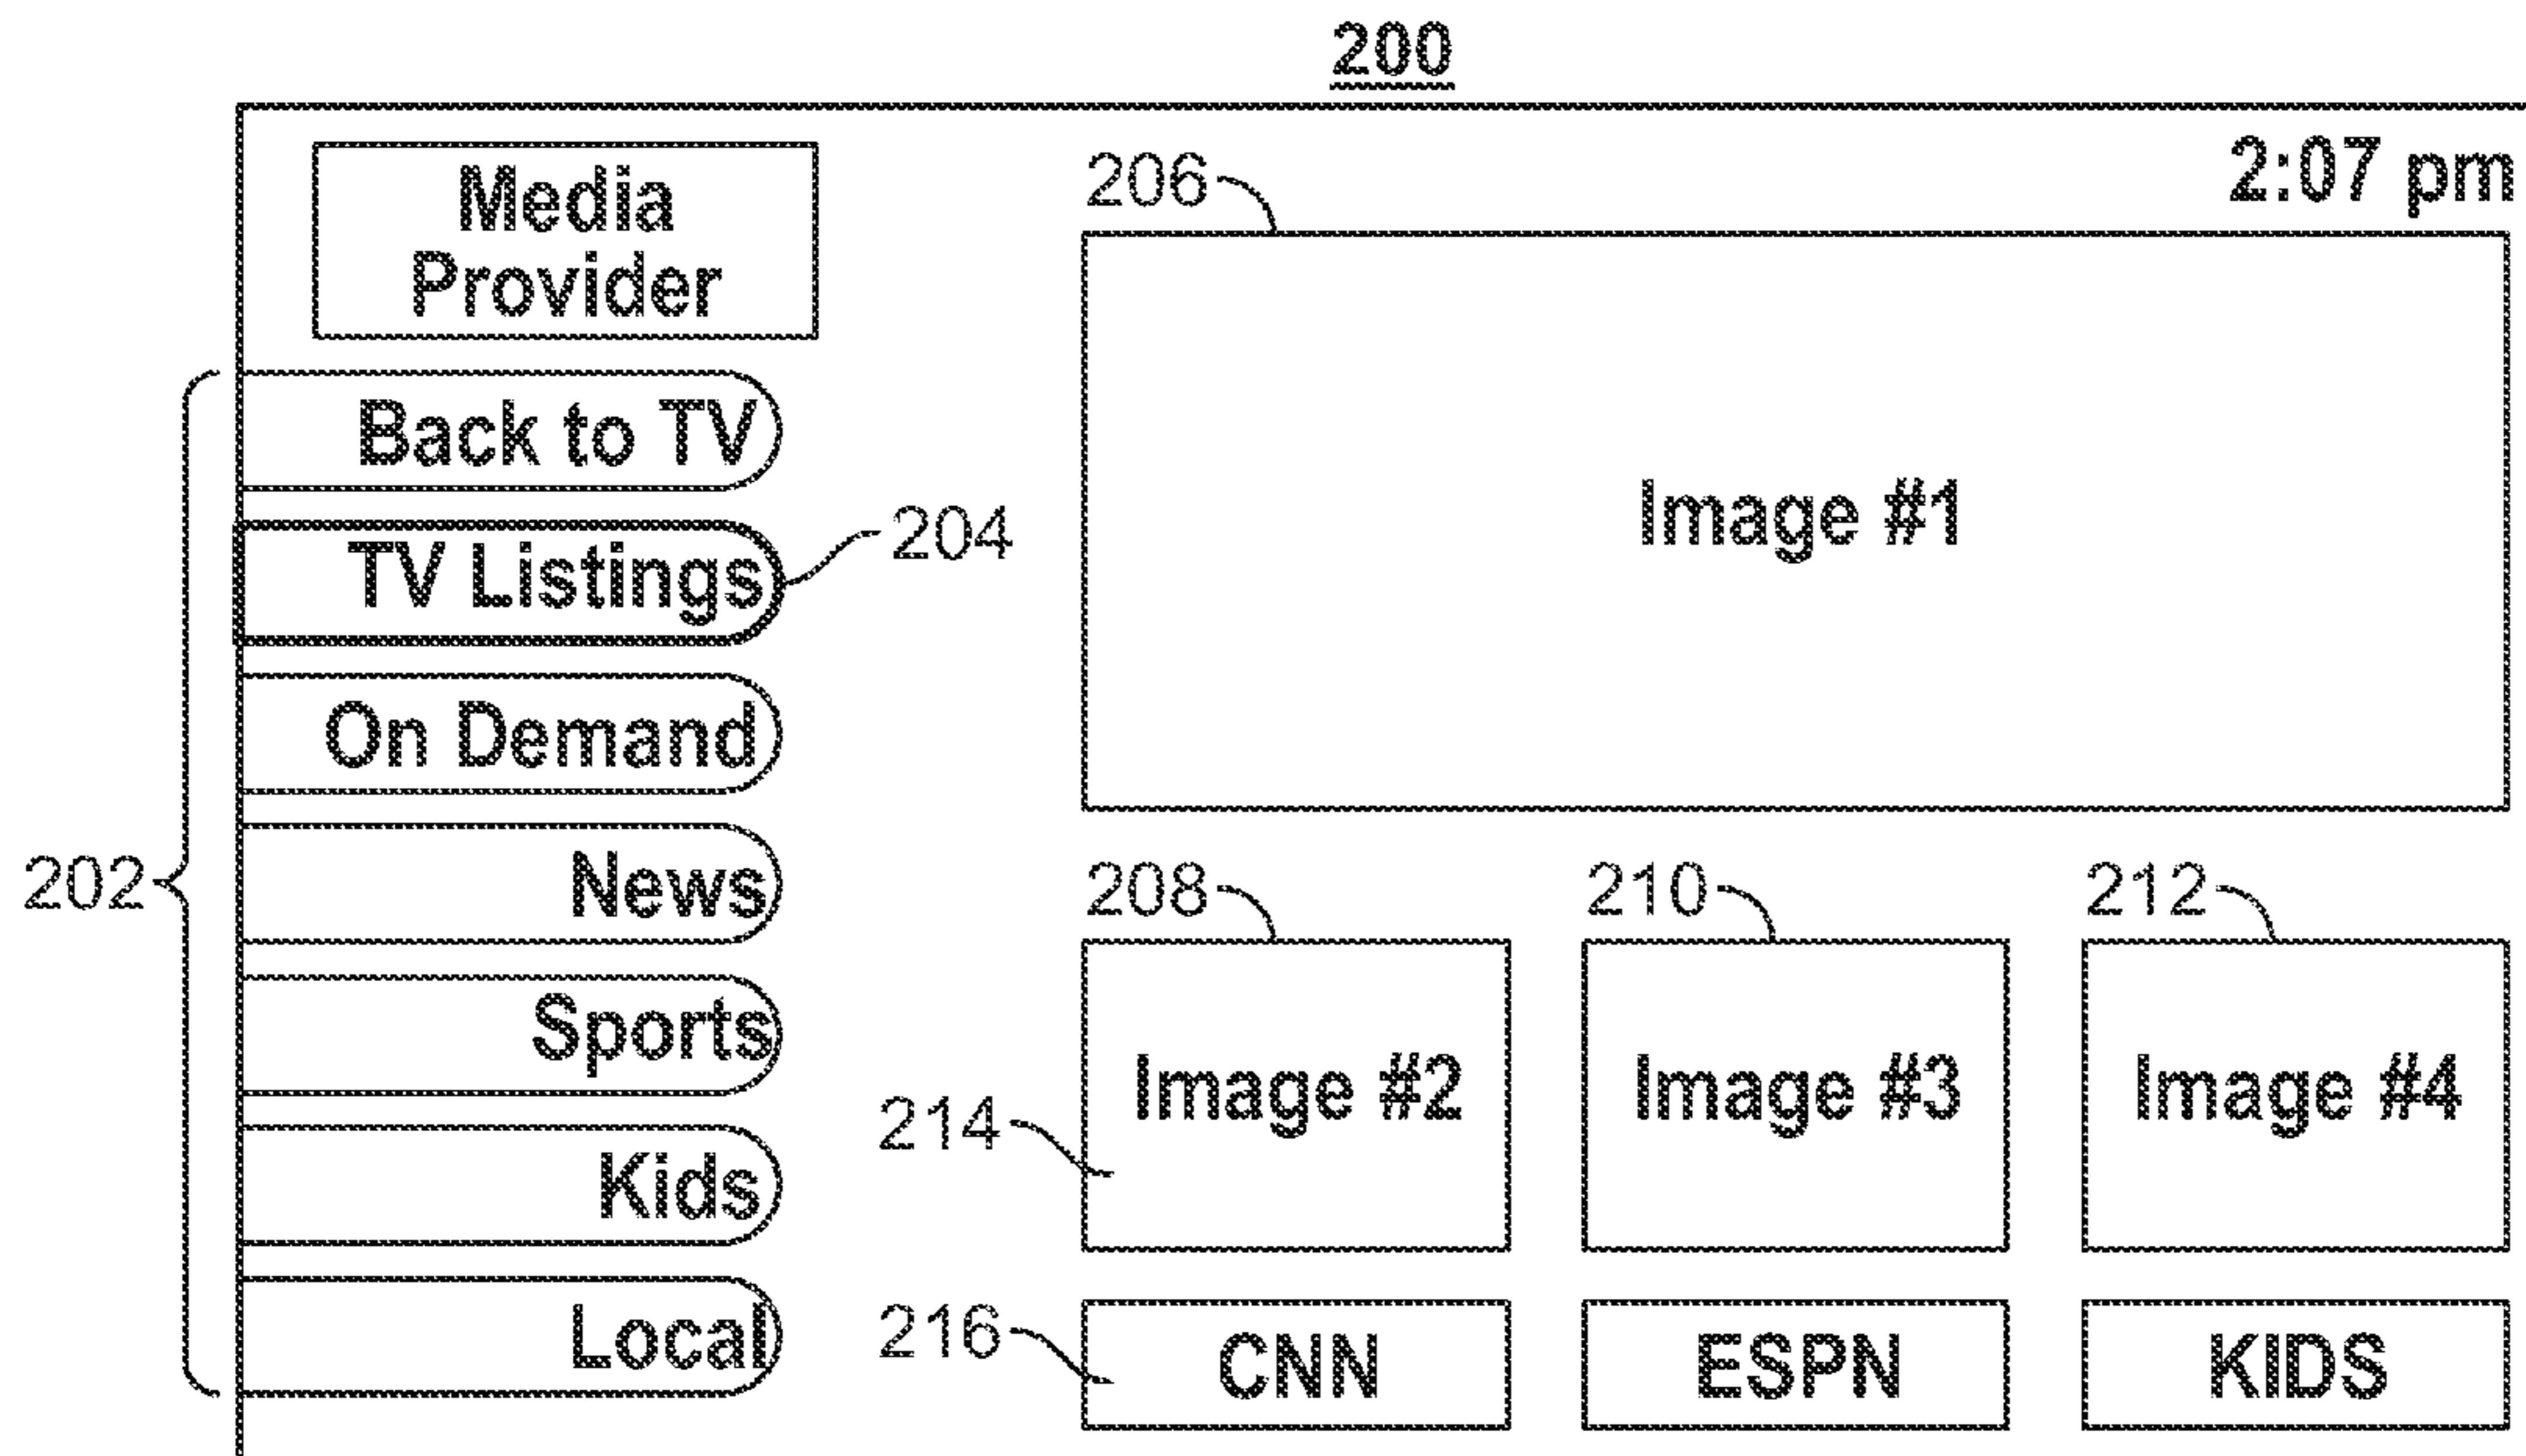 200
Media
Provider
2:07 pm
206
Back to TV
TV Listings
204
On Demand
News
Sports
Kids
Local
202
Image #1
208
210
212
Image #2
Image #3
Image #4
214
216
CNN
ESPN
KIDS